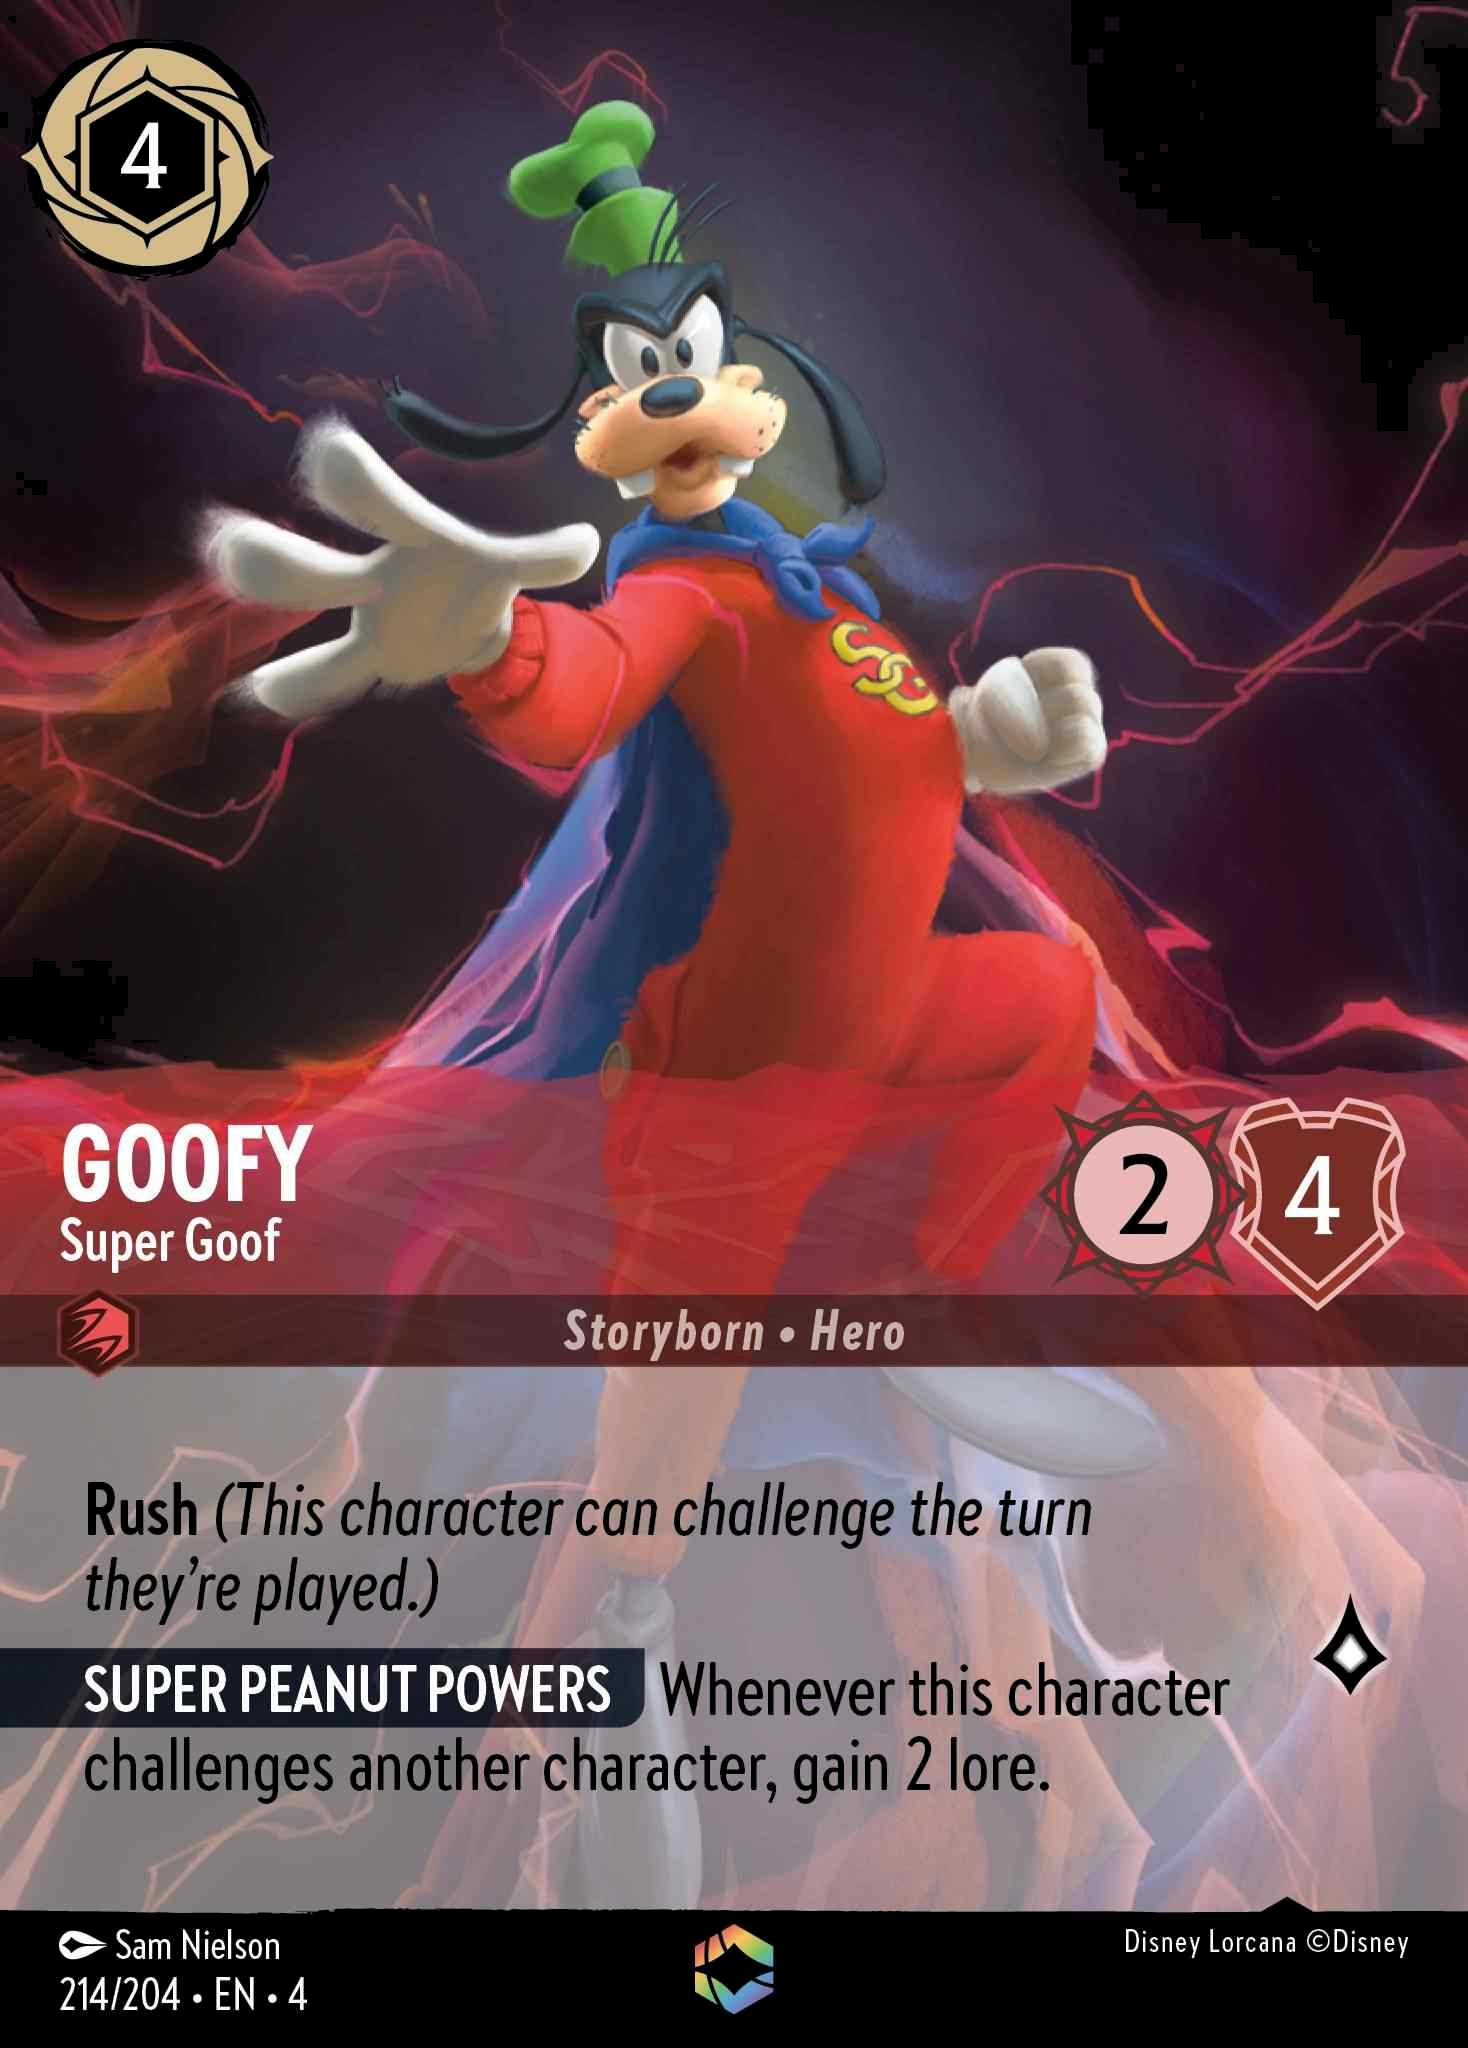 4
GOOFY
Super Goof
2
4
Storyborn • Hero
Rush (This character can challenge the turn
they're played.)
SUPER PEANUT POWERS Whenever this character
challenges another character, gain 2 lore.
Sam Nielson
214/204 • EN • 4
Disney Lorcana ©Disney
SG